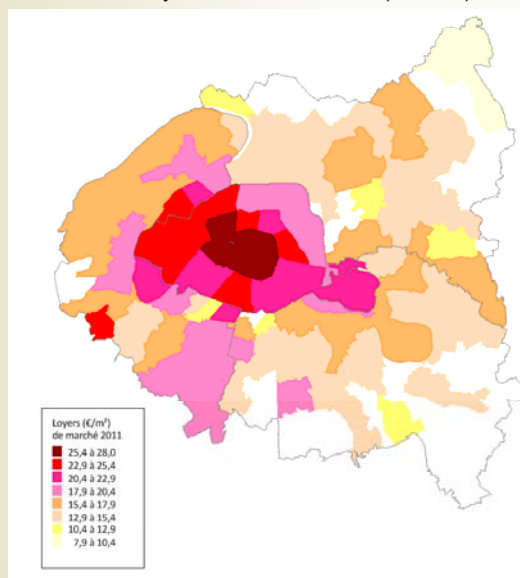 Loyers (€/m²)
de marché 2011
25,4 à 28,0
22,9 à 25,4
20,4 à 22,9
17,9 à 20,4
15,4 à 17,9
12,9 à 15,4
10,4 à 12,9
7,9 à 10,4